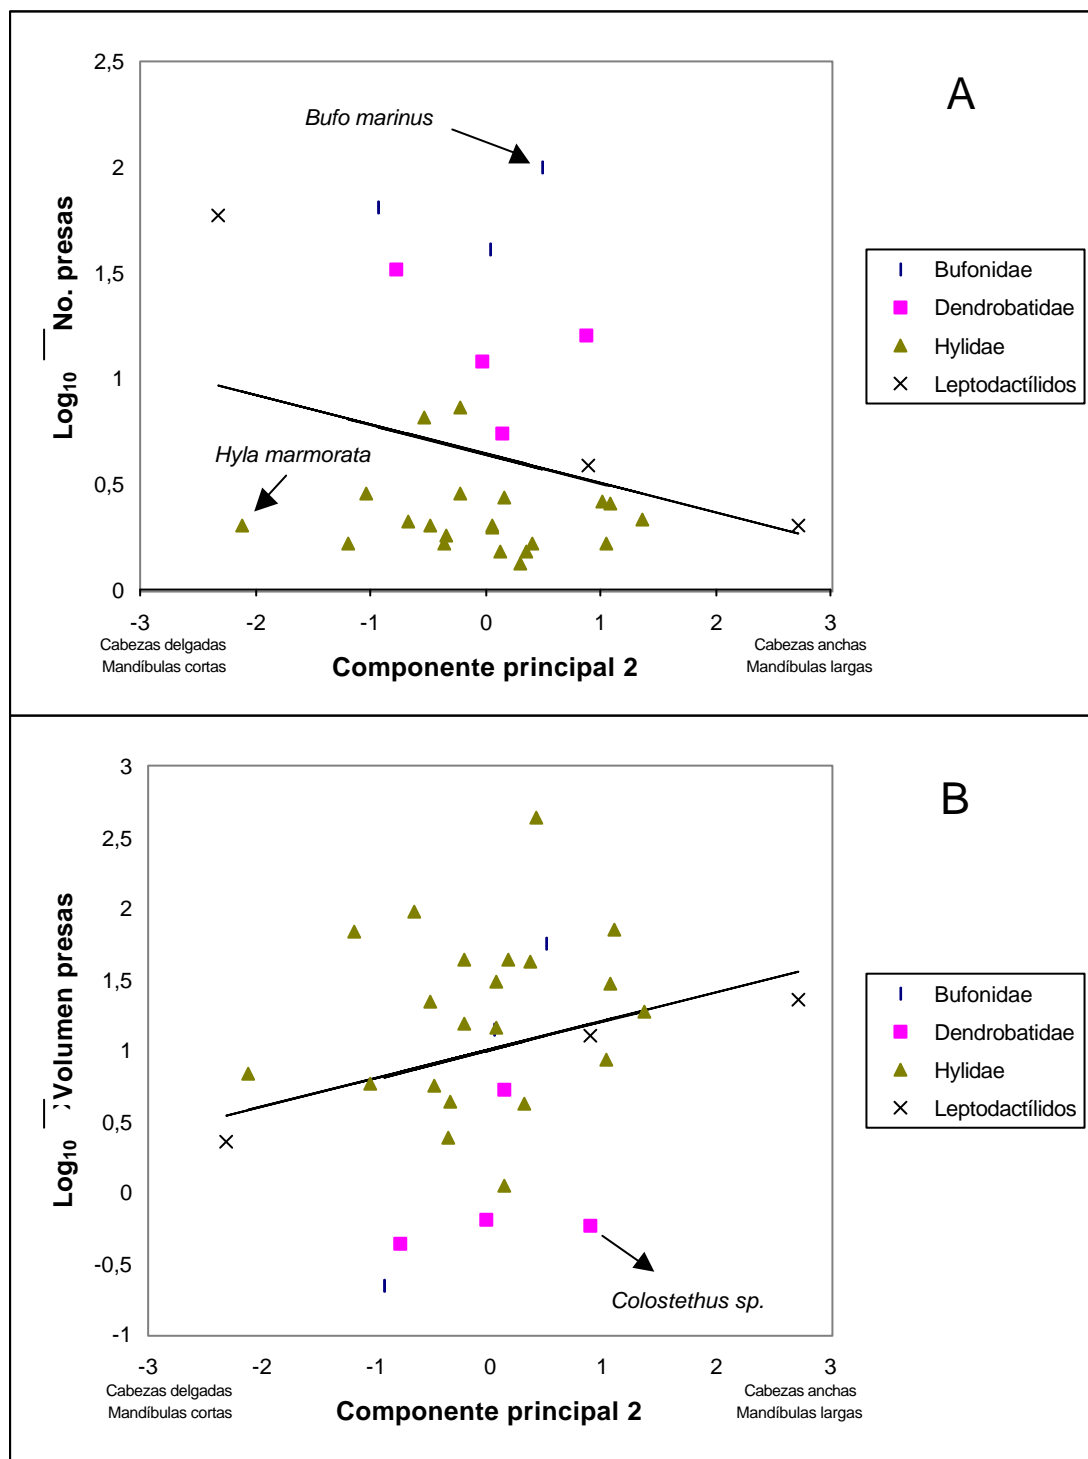 A
2,5
2
1,5
1
0,5
0
Log10 No. presas
Bufo marinus
Hyla marmorata
-3 -2 -1 0 1 2 3
Cabezas delgadas
Mandíbulas cortas
Componente principal 2
Cabezas anchas
Mandíbulas largas
Bufonidae
Dendrobatidae
Hylidae
Leptodactílidos
B
3
2,5
2
1,5
1
0,5
0
-0,5
-1
Log10 Volumen presas
Colostethus sp.
-3 -2 -1 0 1 2 3
Cabezas delgadas
Mandíbulas cortas
Componente principal 2
Cabezas anchas
Mandíbulas largas
Bufonidae
Dendrobatidae
Hylidae
Leptodactílidos